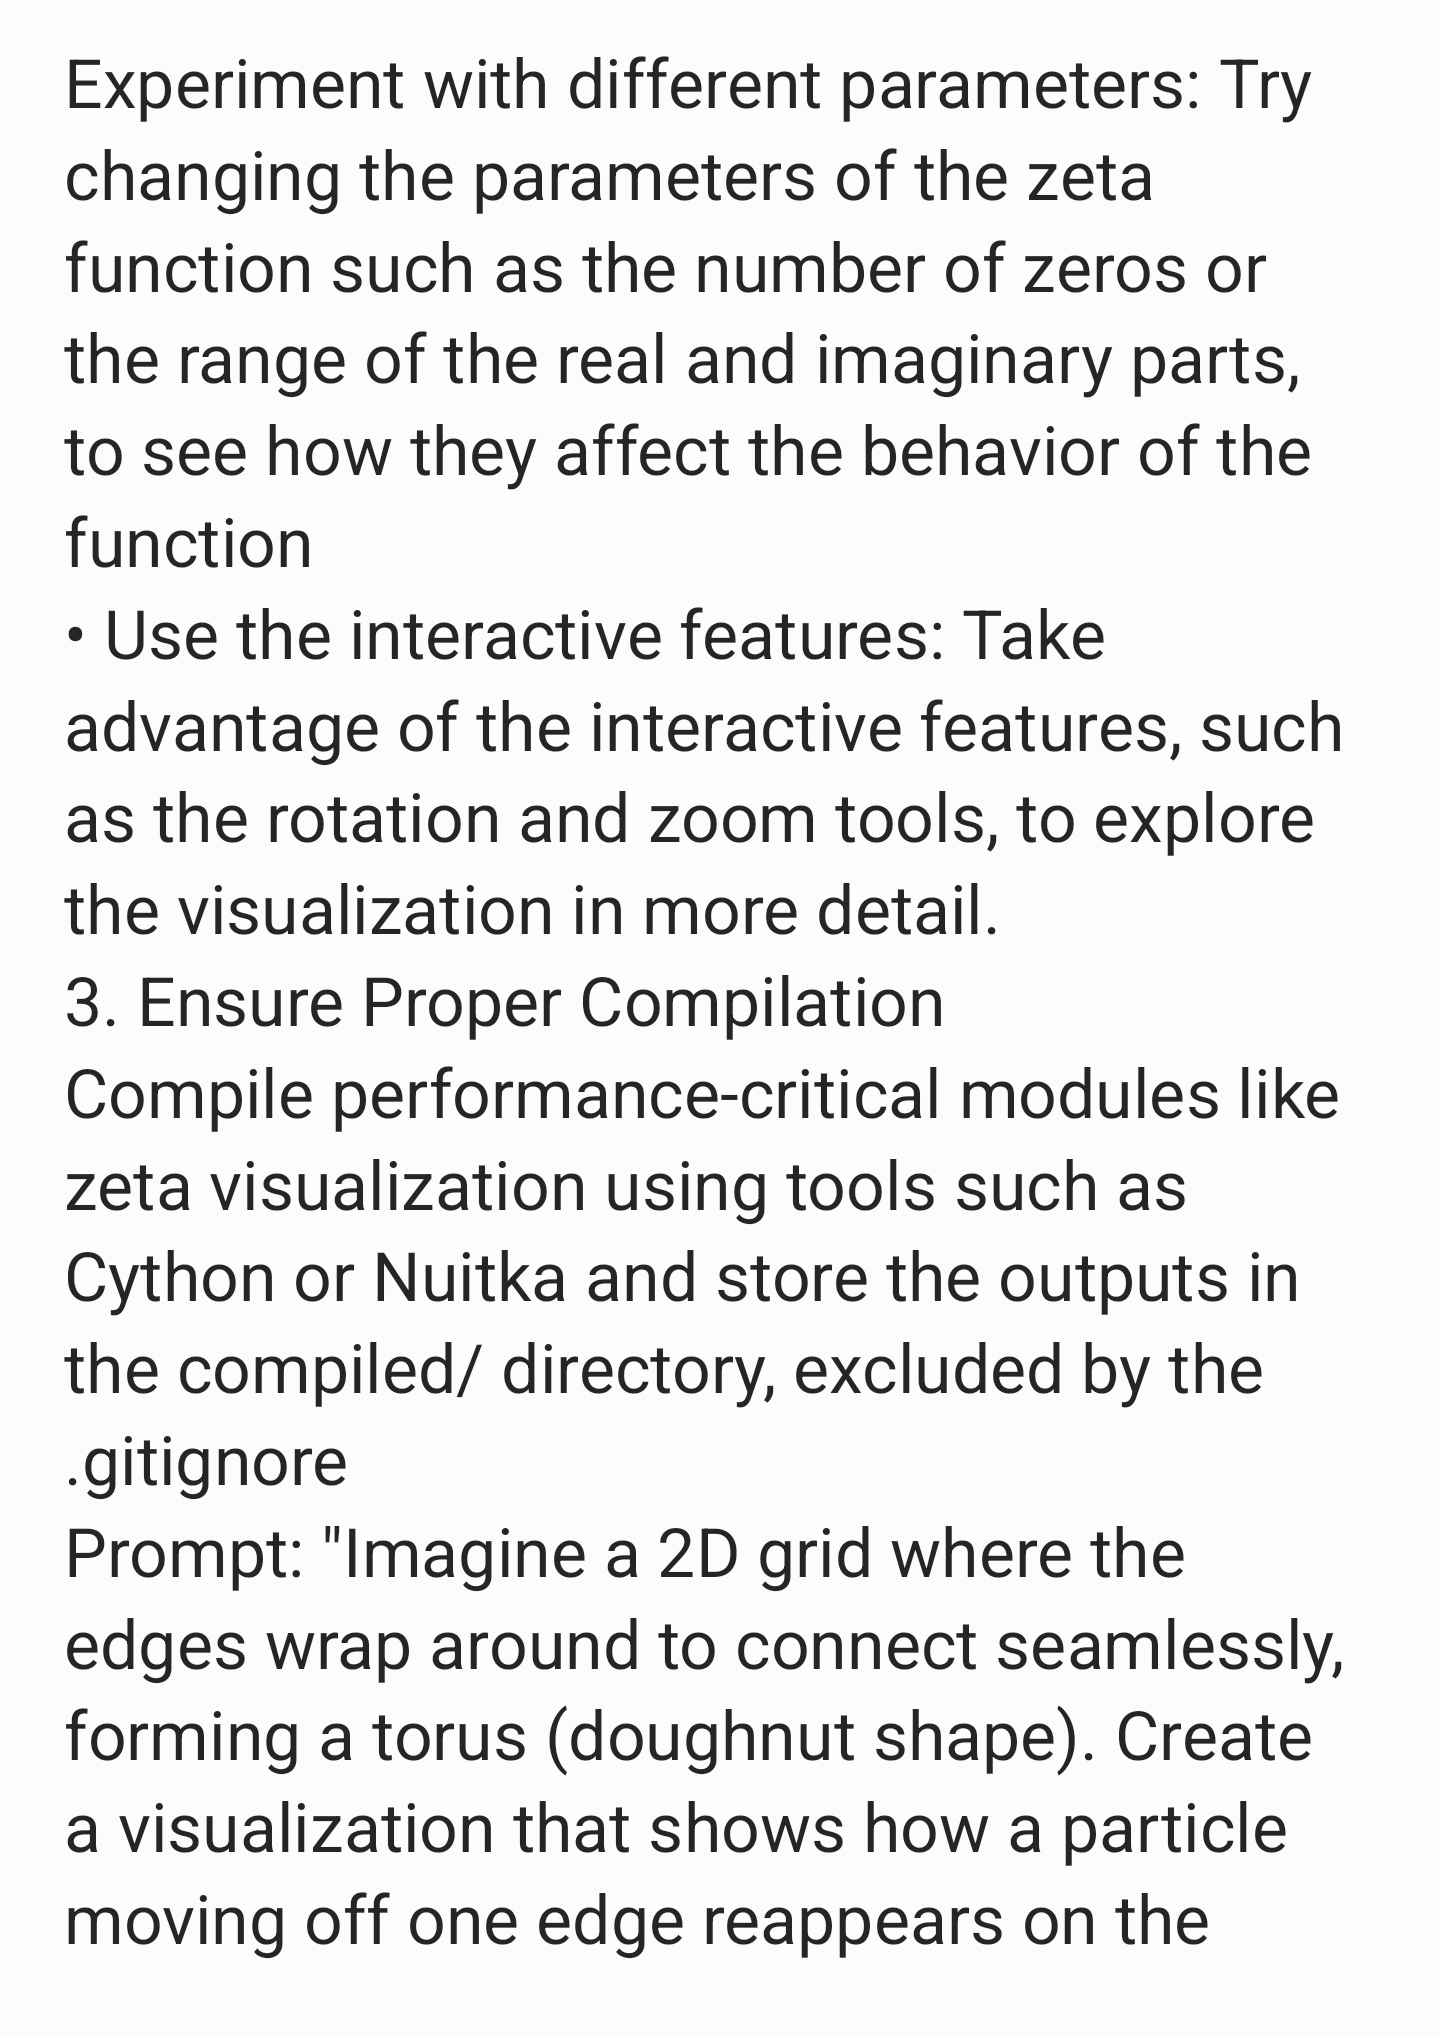 Experiment with different parameters: Try
changing the parameters of the zeta
function such as the number of zeros or
the range of the real and imaginary parts,
to see how they affect the behavior of the
function
• Use the interactive features: Take
advantage of the interactive features, such
as the rotation and zoom tools, to explore
the visualization in more detail.
3. Ensure Proper Compilation
Compile performance-critical modules like
zeta visualization using tools such as
Cython or Nuitka and store the outputs in
the compiled/ directory, excluded by the
.gitignore
Prompt: "Imagine a 2D grid where the
edges wrap around to connect seamlessly,
forming a torus (doughnut shape). Create
a visualization that shows how a particle
moving off one edge reappears on the